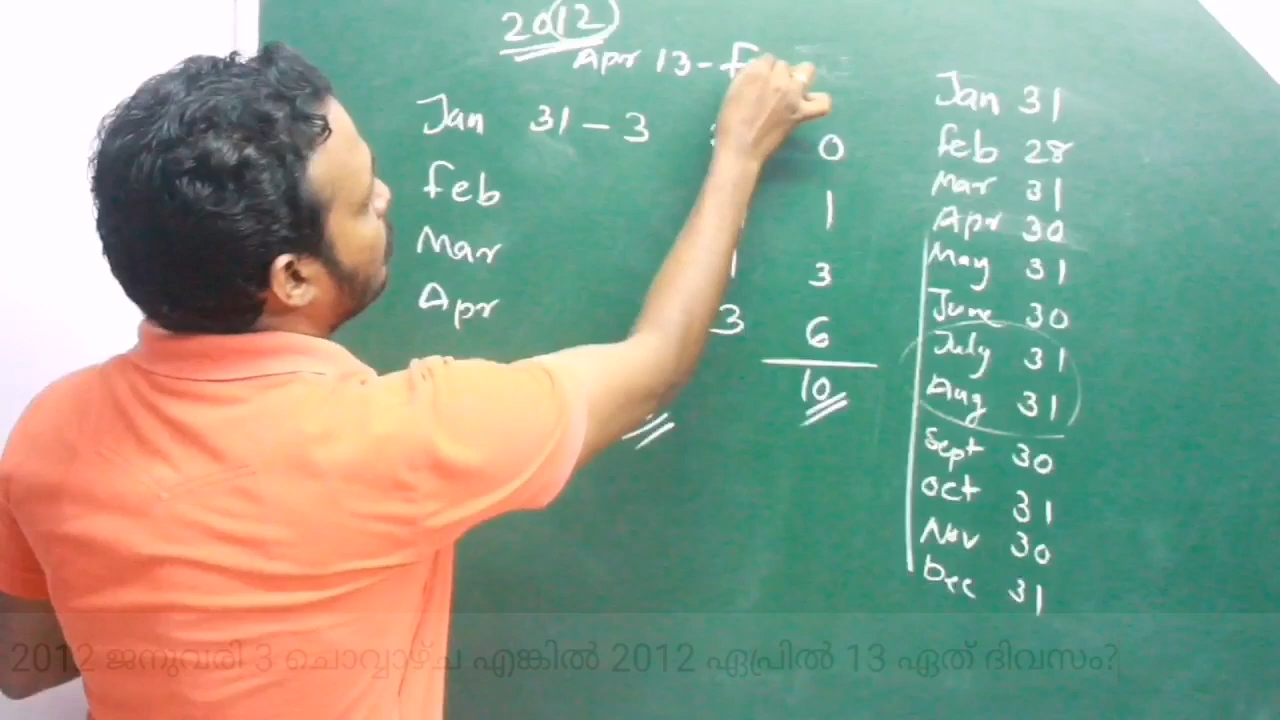 2012
Apr 13 - f
Jan 31 - 3 0
feb 1
Mar 1 3
Apr 3 6
10
Jan 31
feb 28
Mar 31
Apr 30
May 31
June 30
July 31
Aug 31
Sept 30
Oct 31
Nov 30
Dec 31
2012 ജനുവരി 3 ചൊവ്വാഴ്ച എങ്കിൽ 2012 ഏപ്രിൽ 13 ഏത് ദിവസം?